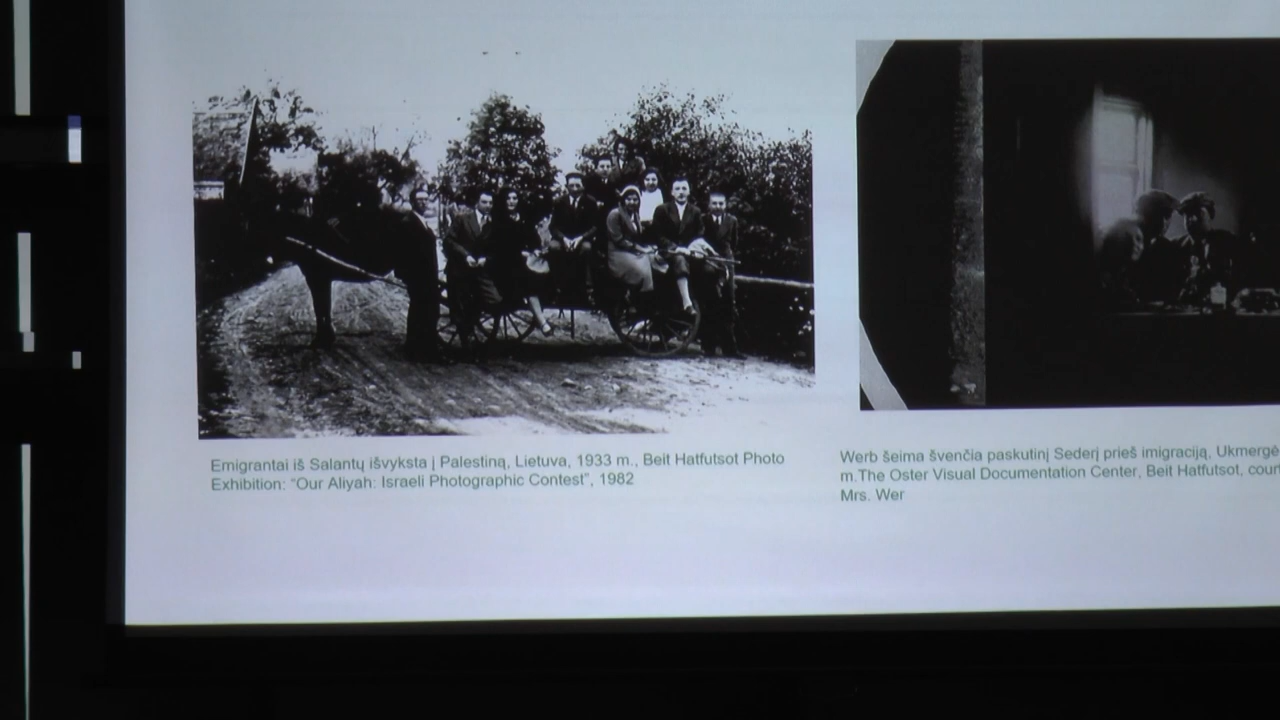 Emigrantai iš Salantų išvyksta į Palestiną, Lietuva, 1933 m., Beit Hatfutsot Photo
Exhibition: “Our Aliyah: Israeli Photographic Contest”, 1982
Werb šeima švenčia paskutinį Sederį prieš imigraciją, Ukmergė
m.The Oster Visual Documentation Center, Beit Hatfutsot, cour
Mrs. Wer